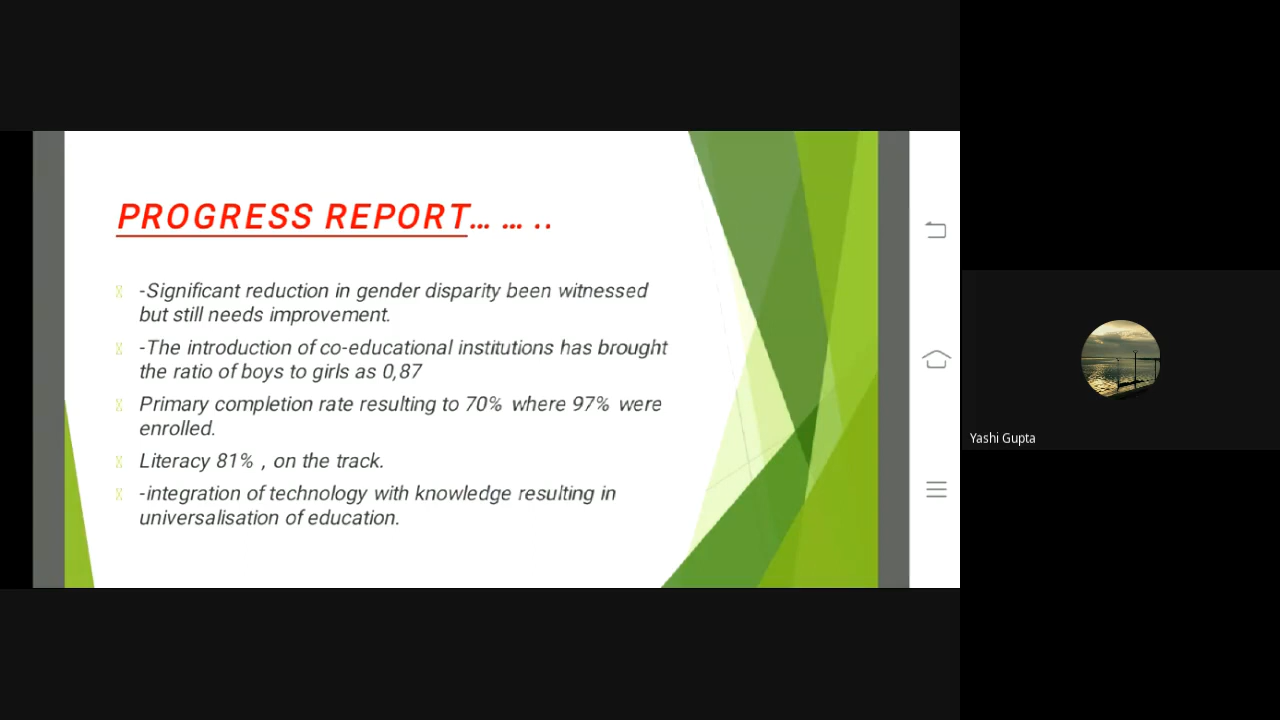 PROGRESS REPORT… … ..
-Significant reduction in gender disparity been witnessed
but still needs improvement.
-The introduction of co-educational institutions has brought
the ratio of boys to girls as 0,87
Primary completion rate resulting to 70% where 97% were
enrolled.
Literacy 81% , on the track.
-integration of technology with knowledge resulting in
universalisation of education.
Yashi Gupta